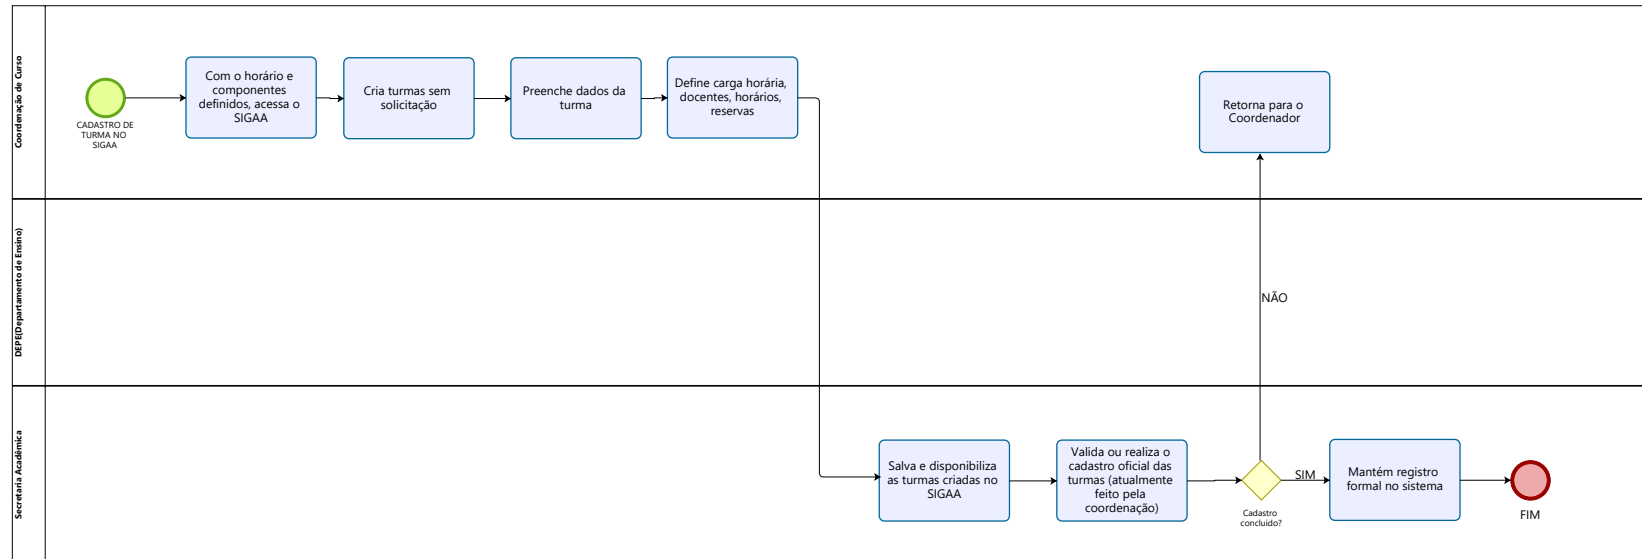 Coordenação de Curso
CADASTRO DE
TURMA NO
SIGAA
Com o horário e
componentes
definidos, acessa o
SIGAA
Cria turmas sem
solicitação
Preenche dados da
turma
Define carga horária,
docentes, horários,
reservas
Retorna para o
Coordenador
DEPE(Departamento de Ensino)
NÃO
Secretaria Acadêmica
Salva e disponibiliza
as turmas criadas no
SIGAA
Valida ou realiza o
cadastro oficial das
turmas (atualmente
feito pela
coordenação)
Cadastro
concluido?
SIM
Mantém registro
formal no sistema
FIM